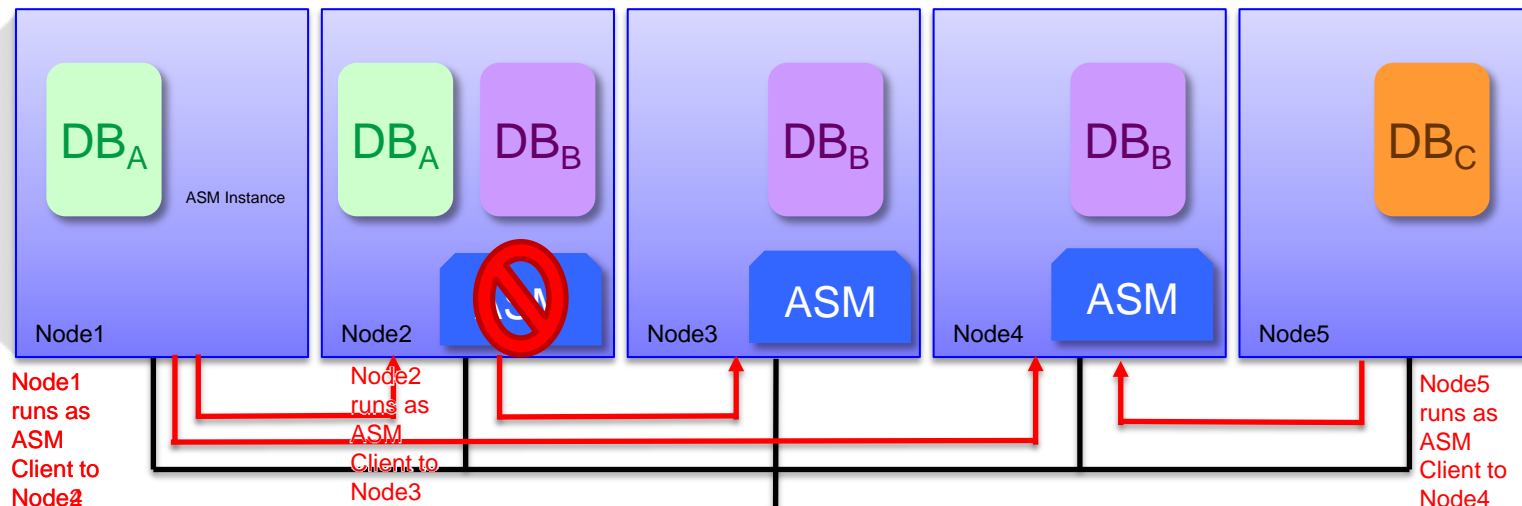 DBA
ASM Instance
Node1
DBA
DBB
Node2
DBB
ASM
Node3
DBB
ASM
Node4
DBC
Node5
Node1
runs as
ASM
Client to
Node2
runs as
ASM
Client to
Node3
Node5
runs as
ASM
Client to
Node4